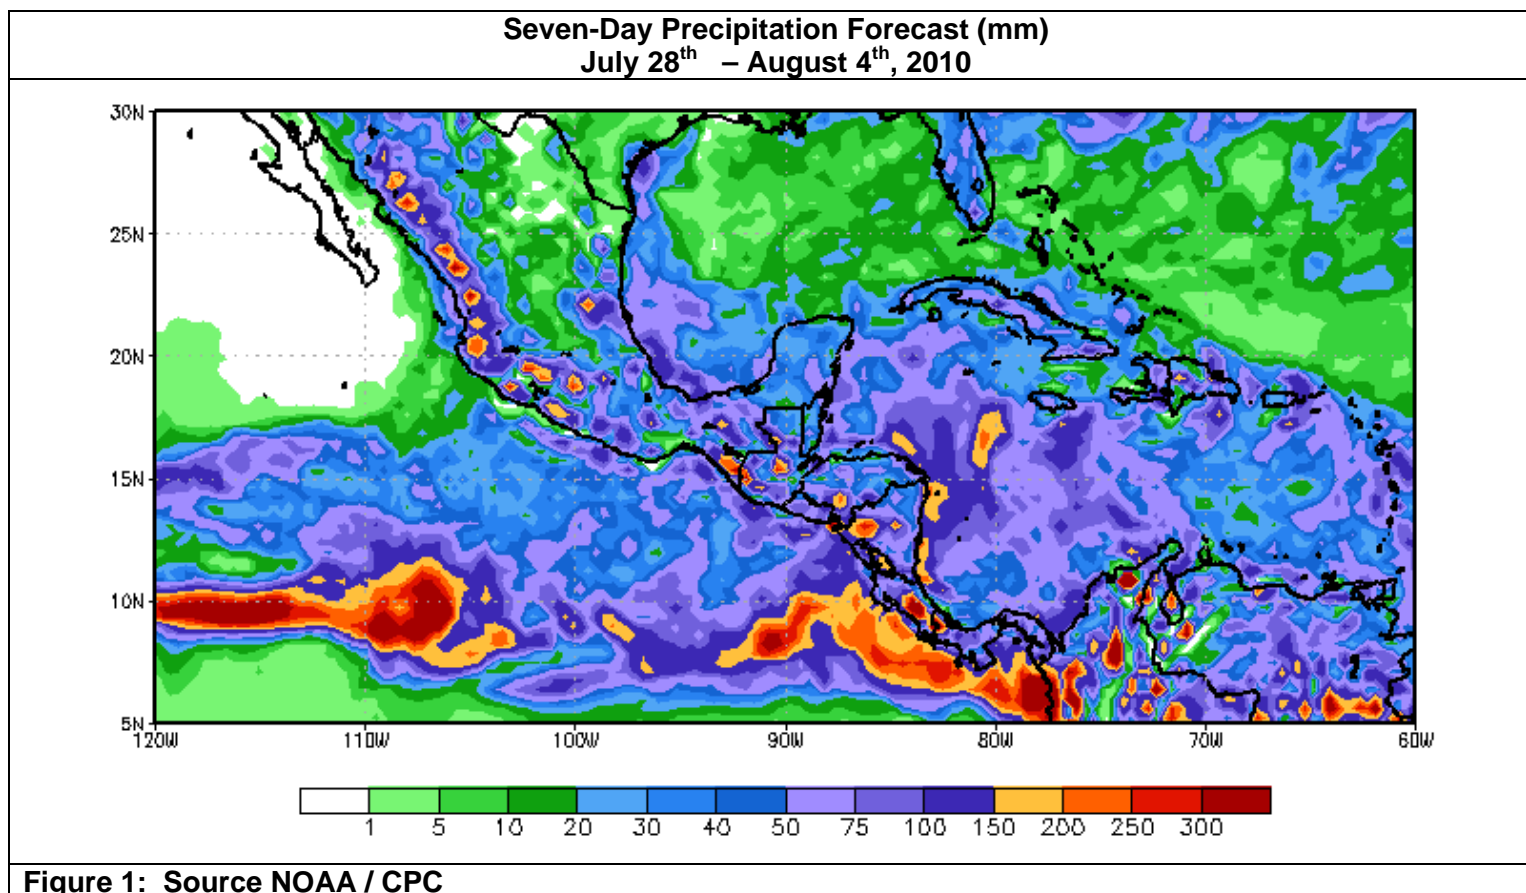 Seven-Day Precipitation Forecast (mm)
July 28th – August 4th, 2010
30N
25N
20N
15N
10N
5N
120W 110W 100W 90W 80W 70W 60W
1 5 10 20 30 40 50 75 100 150 200 250 300
Figure 1: Source NOAA / CPC